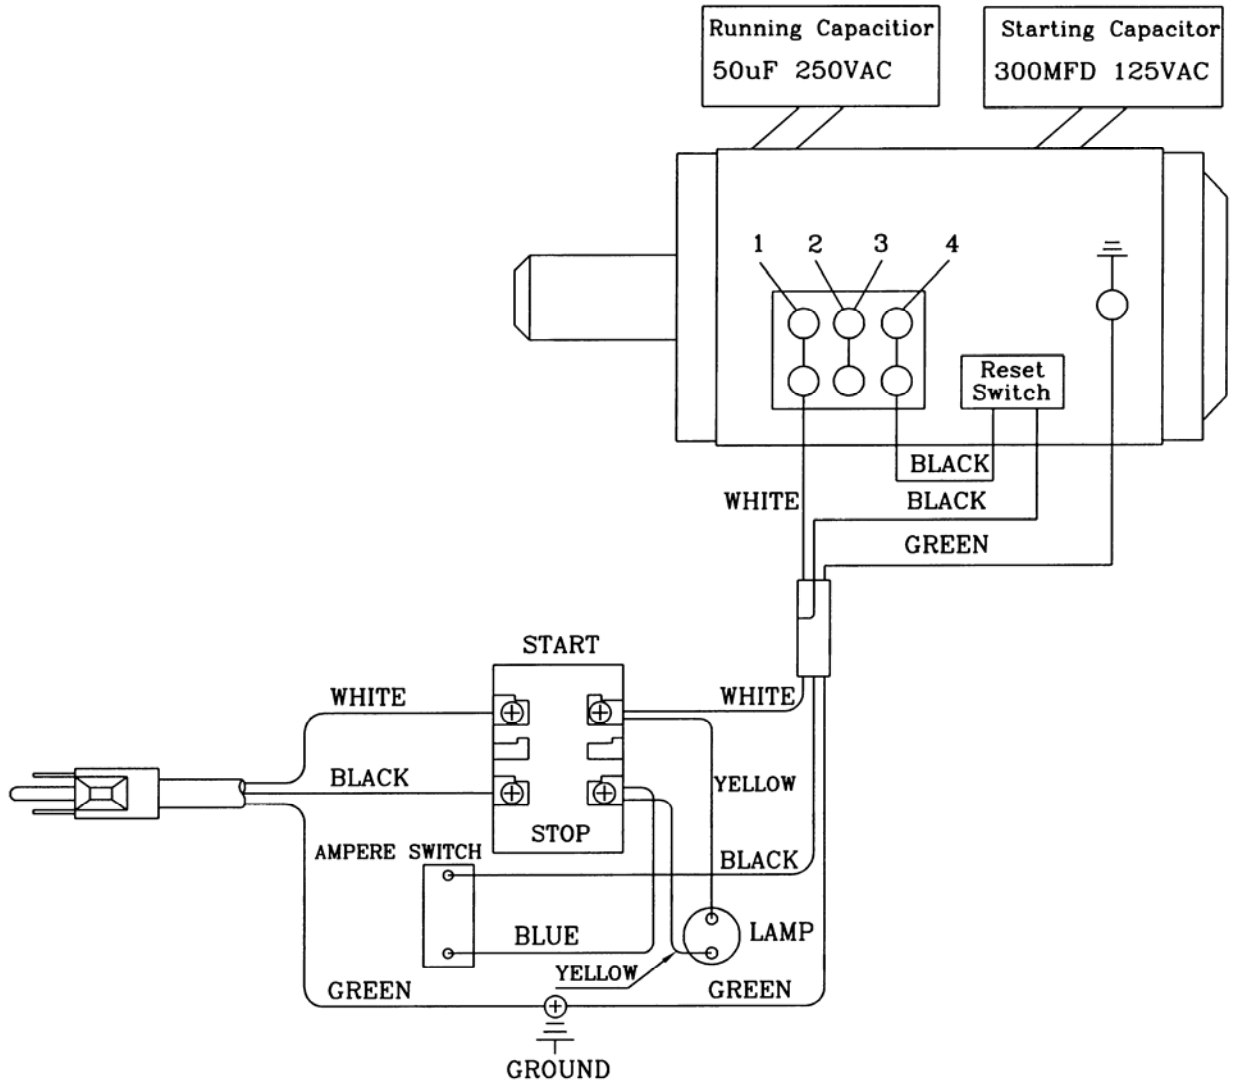 Running Capacitior
50uF 250VAC
Starting Capacitor
300MFD 125VAC
1 2 3 4
Reset
Switch
BLACK
WHITE
BLACK
GREEN
START
WHITE
WHITE
BLACK
YELLOW
STOP
AMPERE SWITCH
BLACK
BLUE
LAMP
YELLOW
GREEN
GREEN
GROUND